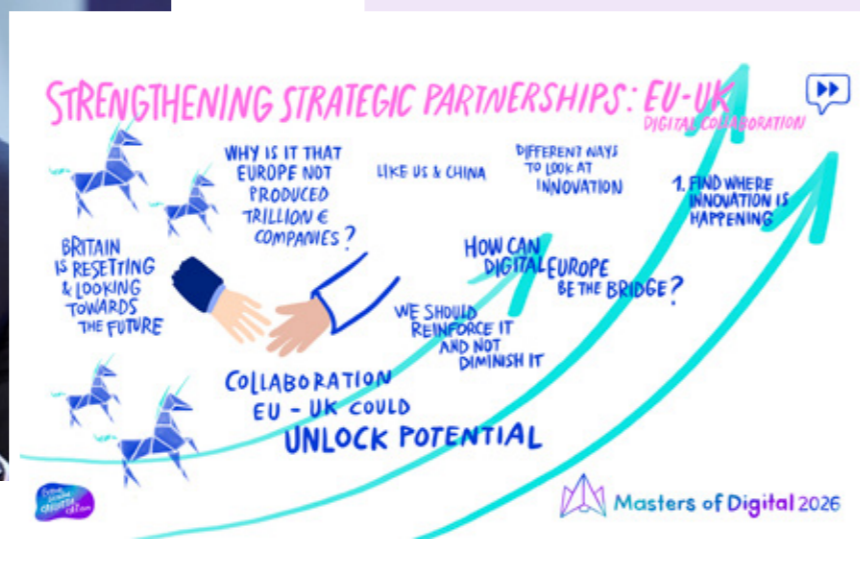 STRENGTHENING STRATEGIC PARTNERSHIPS: EU-UK
DIGITAL COLLABORATION
WHY IS IT THAT
EUROPE NOT
PRODUCED
TRILLION €
COMPANIES?
LIKE US & CHINA
DIFFERENT WAYS
TO LOOK AT
INNOVATION
1. FIND WHERE
INNOVATION IS
HAPPENING
BRITAIN
IS RESETTING
& LOOKING
TOWARDS
THE FUTURE
HOW CAN
DIGITAL EUROPE
BE THE BRIDGE?
WE SHOULD
REINFORCE IT
AND NOT
DIMINISH IT
COLLABORATION
EU - UK COULD
UNLOCK POTENTIAL
Masters of Digital 2026